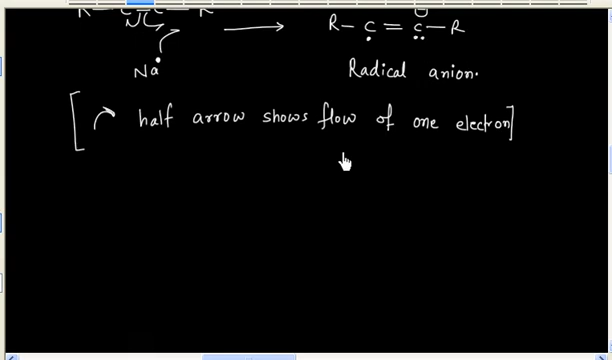 R – C ≡ C – R
R – C = C – R
Na
Radical anion.
[ half arrow shows flow of one electron]